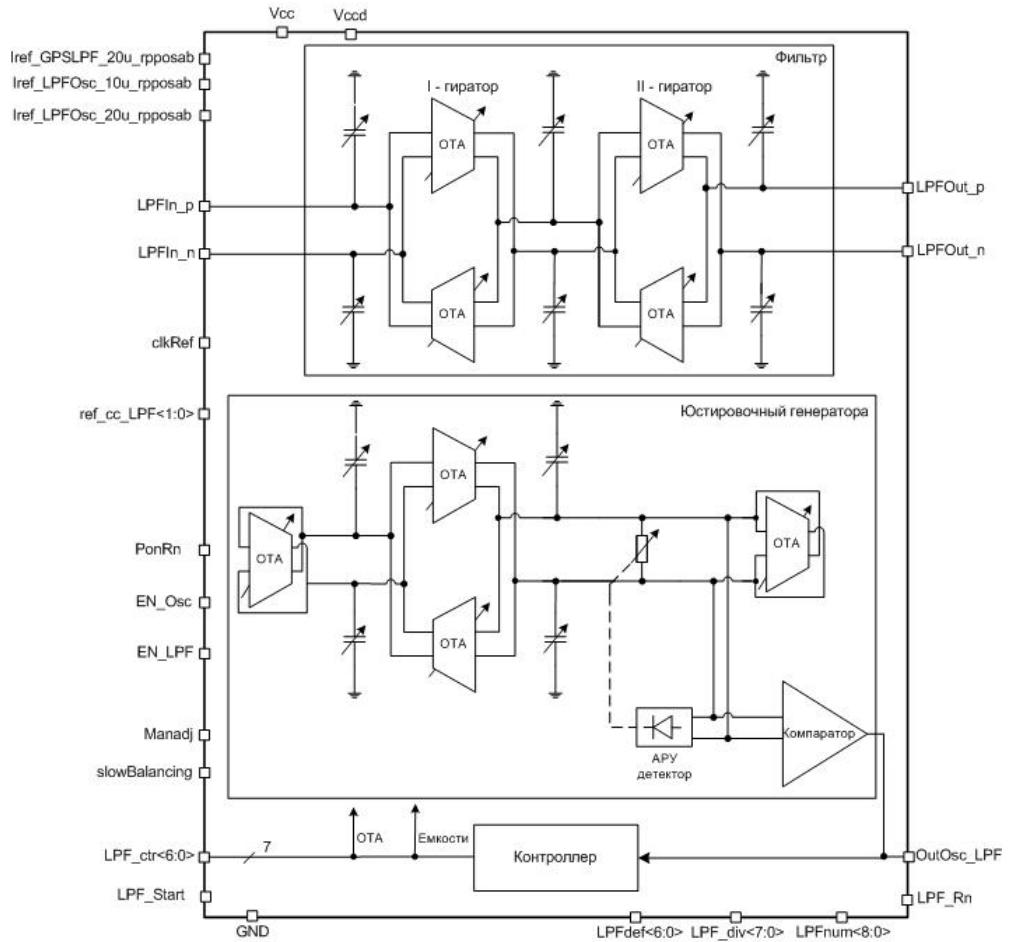 Vcc
Vccd
Iref_GPSLPF_20u_rpposab
Iref_LPFOsc_10u_rpposab
Iref_LPFOsc_20u_rpposab
Фильтр
I - гиратор
II - гиратор
OTA
OTA
LPFIn_p
LPFOut_p
LPFIn_n
LPFOut_n
OTA
OTA
clkRef
ref_cc_LPF<1:0>
Юстировочный генератора
OTA
OTA
OTA
PonRn
EN_Osc
EN_LPF
OTA
Manadj
Компаратор
АРУ
детектор
slowBalancing
OTA
Емкости
LPF_ctr<6:0>
7
Контроллер
OutOsc_LPF
LPF_Start
LPF_Rn
GND
LPFdef<6:0>
LPF_div<7:0>
LPFnum<8:0>